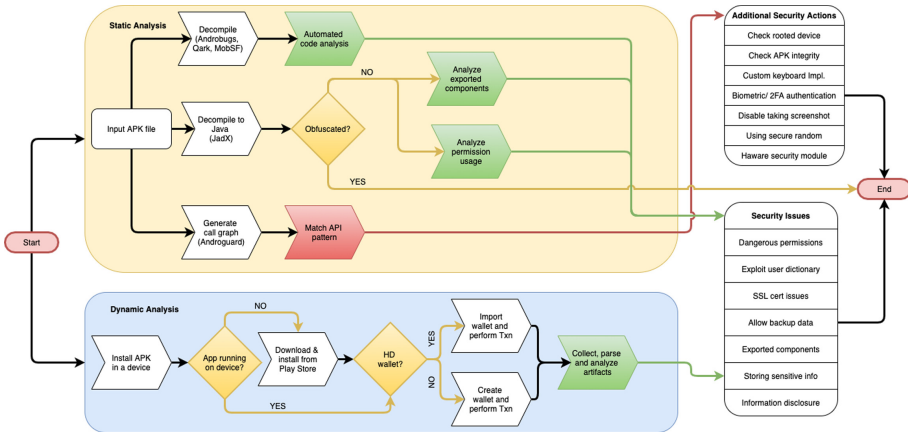 Static Analysis
Decompile
(Androbugs,
Qark, MobSF)
Automated
code analysis
Input APK file
Decompile to
Java
(JadX)
Obfuscated?
NO
YES
Analyze
exported
components
Analyze
permission
usage
Generate
call graph
(Androguard)
Match API
pattern
Start
Dynamic Analysis
Install APK
in a device
App running
on device?
NO
YES
Download &
install from
Play Store
HD
wallet?
YES
NO
Import
wallet and
perform Txn
Create
wallet and
perform Txn
Collect, parse
and analyze
artifacts
Additional Security Actions
Check rooted device
Check APK integrity
Custom keyboard Impl.
Biometric/ 2FA authentication
Disable taking screenshot
Using secure random
Haware security module
End
Security Issues
Dangerous permissions
Exploit user dictionary
SSL cert issues
Allow backup data
Exported components
Storing sensitive info
Information disclosure